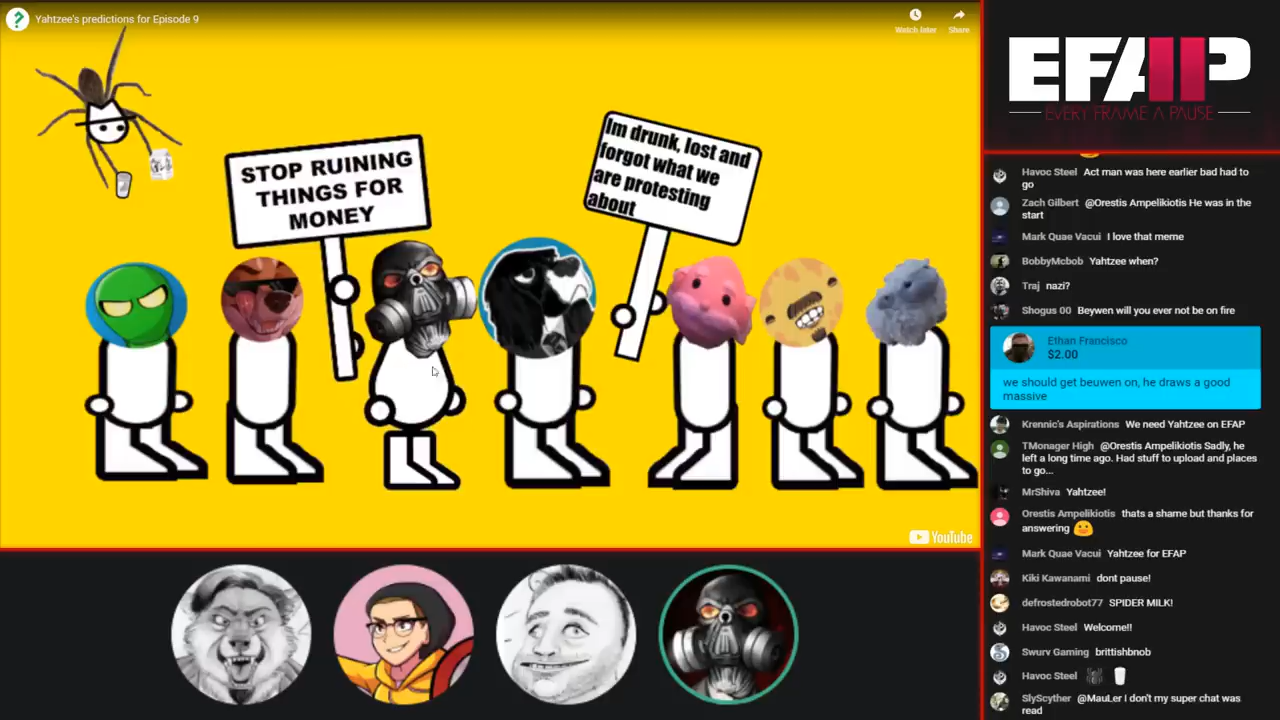 Yahtzee's predictions for Episode 9
Watch later
Share
STOP RUINING
THINGS FOR
MONEY
Im drunk, lost and
forgot what we
are protesting
about
YouTube
EFAP
EVERY FRAME A PAUSE
Havoc Steel Act man was here earlier bad had to
go
Zach Gilbert @Orestis Ampelikiotis He was in the
start
Mark Quae Vacui I love that meme
BobbyMcbob Yahtzee when?
Traj nazi?
Shogus 00 Beywen will you ever not be on fire
Ethan Francisco
$2.00
we should get beuwen on, he draws a good
massive
Krennic's Aspirations We need Yahtzee on EFAP
TMonager High @Orestis Ampelikiotis Sadly, he
left a long time ago. Had stuff to upload and places
to go...
MrShiva Yahtzee!
Orestis Ampelikiotis thats a shame but thanks for
answering
Mark Quae Vacui Yahtzee for EFAP
Kiki Kawanami dont pause!
defrostedrobot77 SPIDER MILK!
Havoc Steel Welcome!!
Swurv Gaming brittishbnob
Havoc Steel
SlyScyther @MauLer I don't my super chat was
read